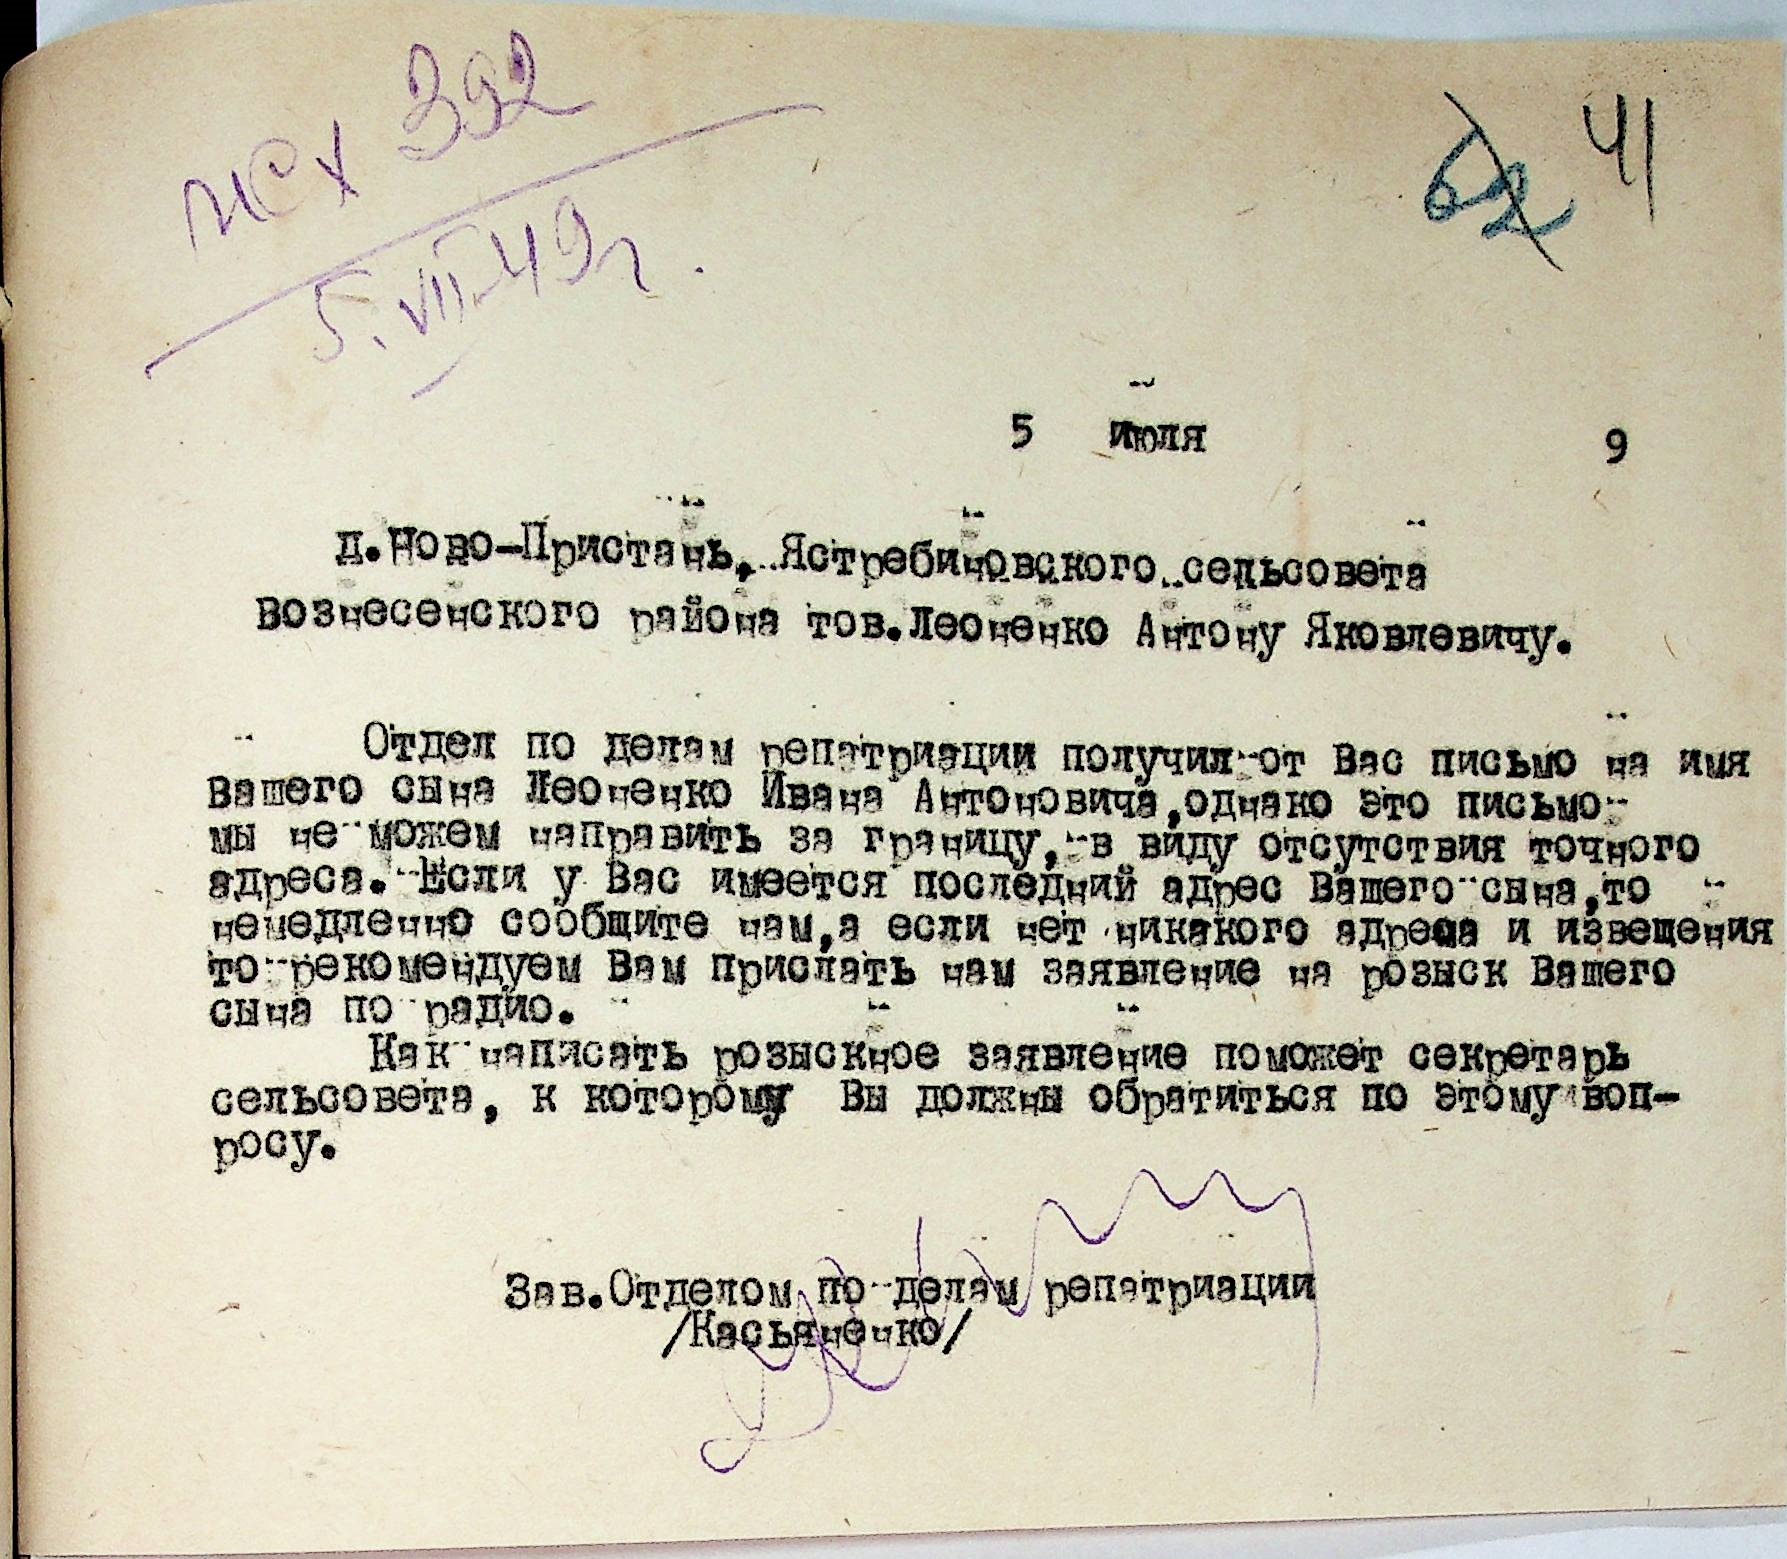 исх 392
5.VII-49г.
62 41
5 июля 9
д.Ново-Пристань, Ястребиновского сельсовета
Вознесенского района тов.Леоненко Антону Яковлевичу.
Отдел по делам репатриации получил от Вас письмо на имя
Вашего сына Леоненко Ивана Антоновича,однако это письмо
мы не можем направить за границу, в виду отсутствия точного
адреса. Если у Вас имеется последний адрес Вашего сына,то
немедленно сообщите нам,а если нет никакого адреса и извещения
то рекомендуем Вам прислать нам заявление на розыск Вашего
сына по радио.
Как написать розыскное заявление поможет секретарь
сельсовета, к которому Вы должны обратиться по этому воп-
росу.
Зав.Отделом по делам репатриации
/Касьяненко/